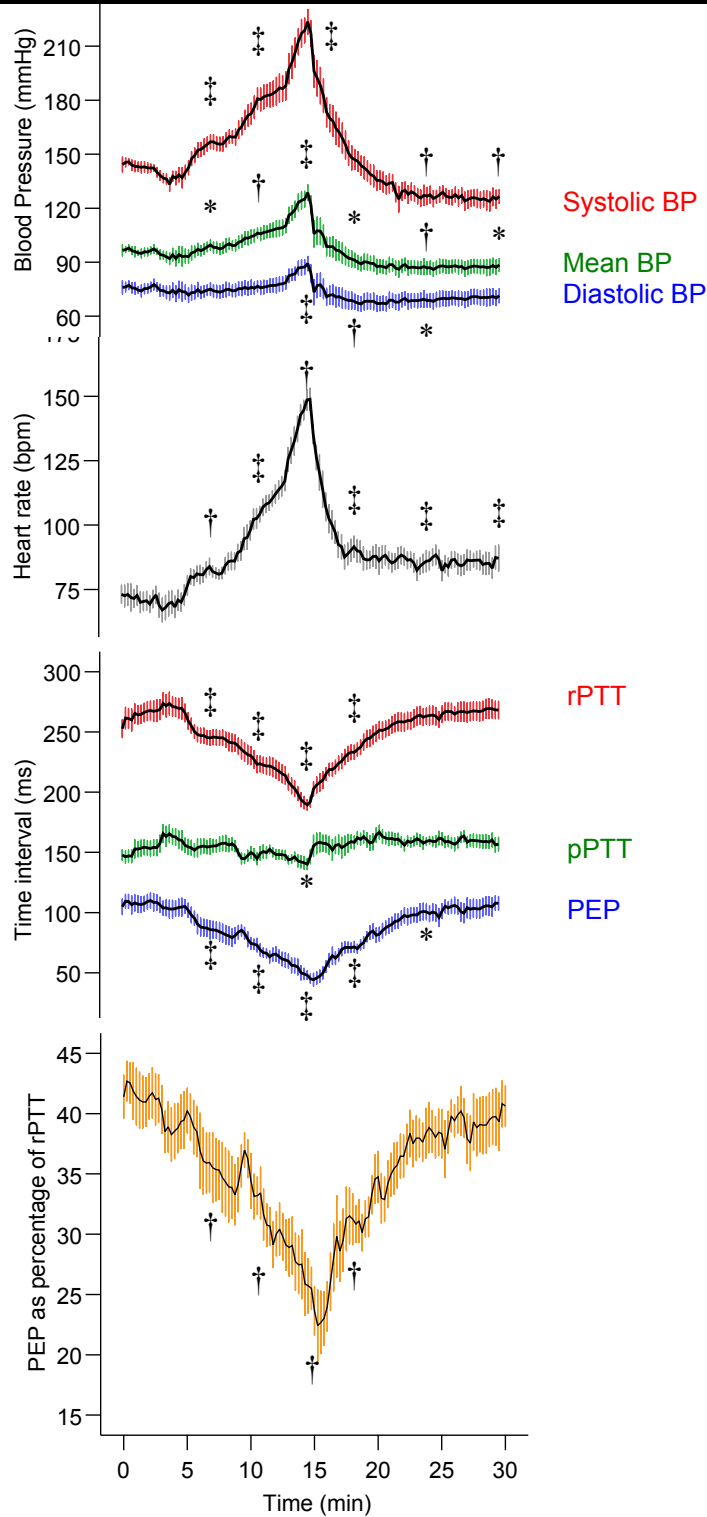 Blood Pressure (mmHg)
210
180
150
120
90
60
‡ ‡ ‡
‡
‡ † †
† †
* * *
‡ † *
Systolic BP
Mean BP
Diastolic BP
Heart rate (bpm)
175
150
125
100
75
†
‡
† ‡ ‡ ‡
Time interval (ms)
300
250
200
150
100
50
‡ ‡ ‡ ‡
*
*
‡ ‡ ‡ ‡
rPTT
pPTT
PEP
PEP as percentage of rPTT
45
40
35
30
25
20
15
† † † †
0 5 10 15 20 25 30
Time (min)